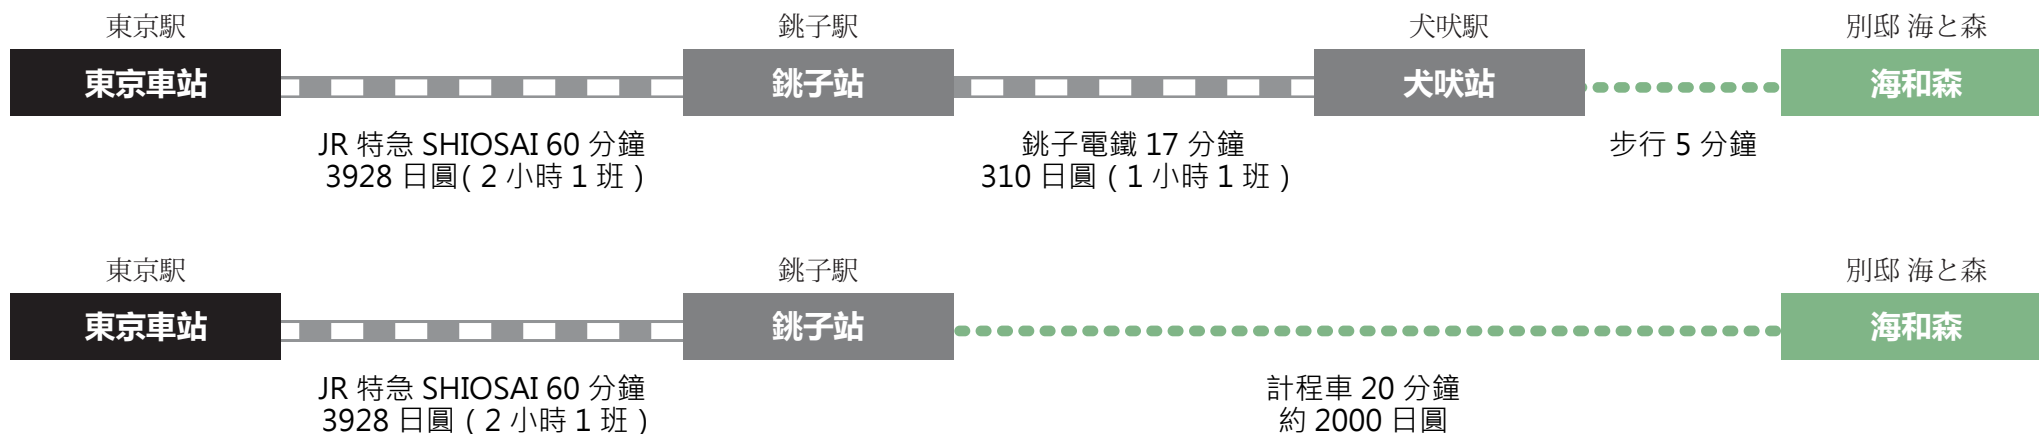 東京駅
銚子駅
犬吠駅
別邸 海と森
東京車站
銚子站
犬吠站
海和森
JR 特急 SHIOSAI 60 分鐘
3928 日圓( 2 小時 1 班 )
銚子電鐵 17 分鐘
310 日圓 ( 1 小時 1 班 )
步行 5 分鐘
東京駅
銚子駅
別邸 海と森
東京車站
銚子站
海和森
JR 特急 SHIOSAI 60 分鐘
3928 日圓 ( 2 小時 1 班 )
計程車 20 分鐘
約 2000 日圓